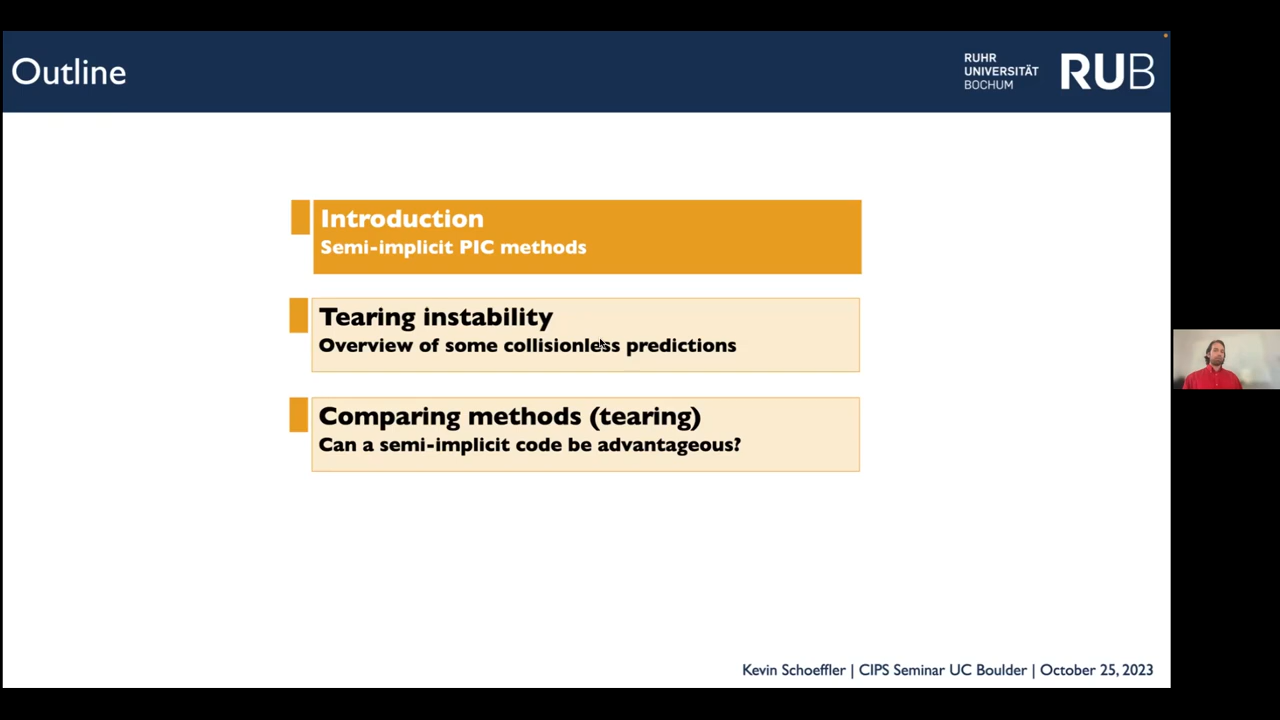 Outline
RUHR
UNIVERSITÄT
BOCHUM
RUB
Introduction
Semi-implicit PIC methods
Tearing instability
Overview of some collisionless predictions
Comparing methods (tearing)
Can a semi-implicit code be advantageous?
Kevin Schoeffler | CIPS Seminar UC Boulder | October 25, 2023